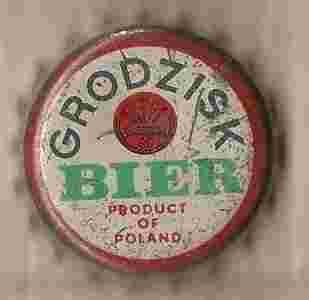 GRODZISK
BIER
PRODUCT
OF
POLAND